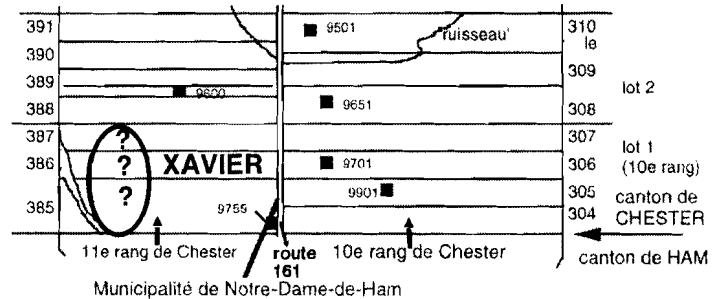 391
390
389
388
387
386
385
9600
?
?
?
XAVIER
9755
9501
ruisseau
9651
9701
9901
310
le
309
308
307
306
305
304
lot 2
lot 1
(10e rang)
canton de
CHESTER
canton de HAM
11e rang de Chester
route
161
10e rang de Chester
Municipalité de Notre-Dame-de-Ham